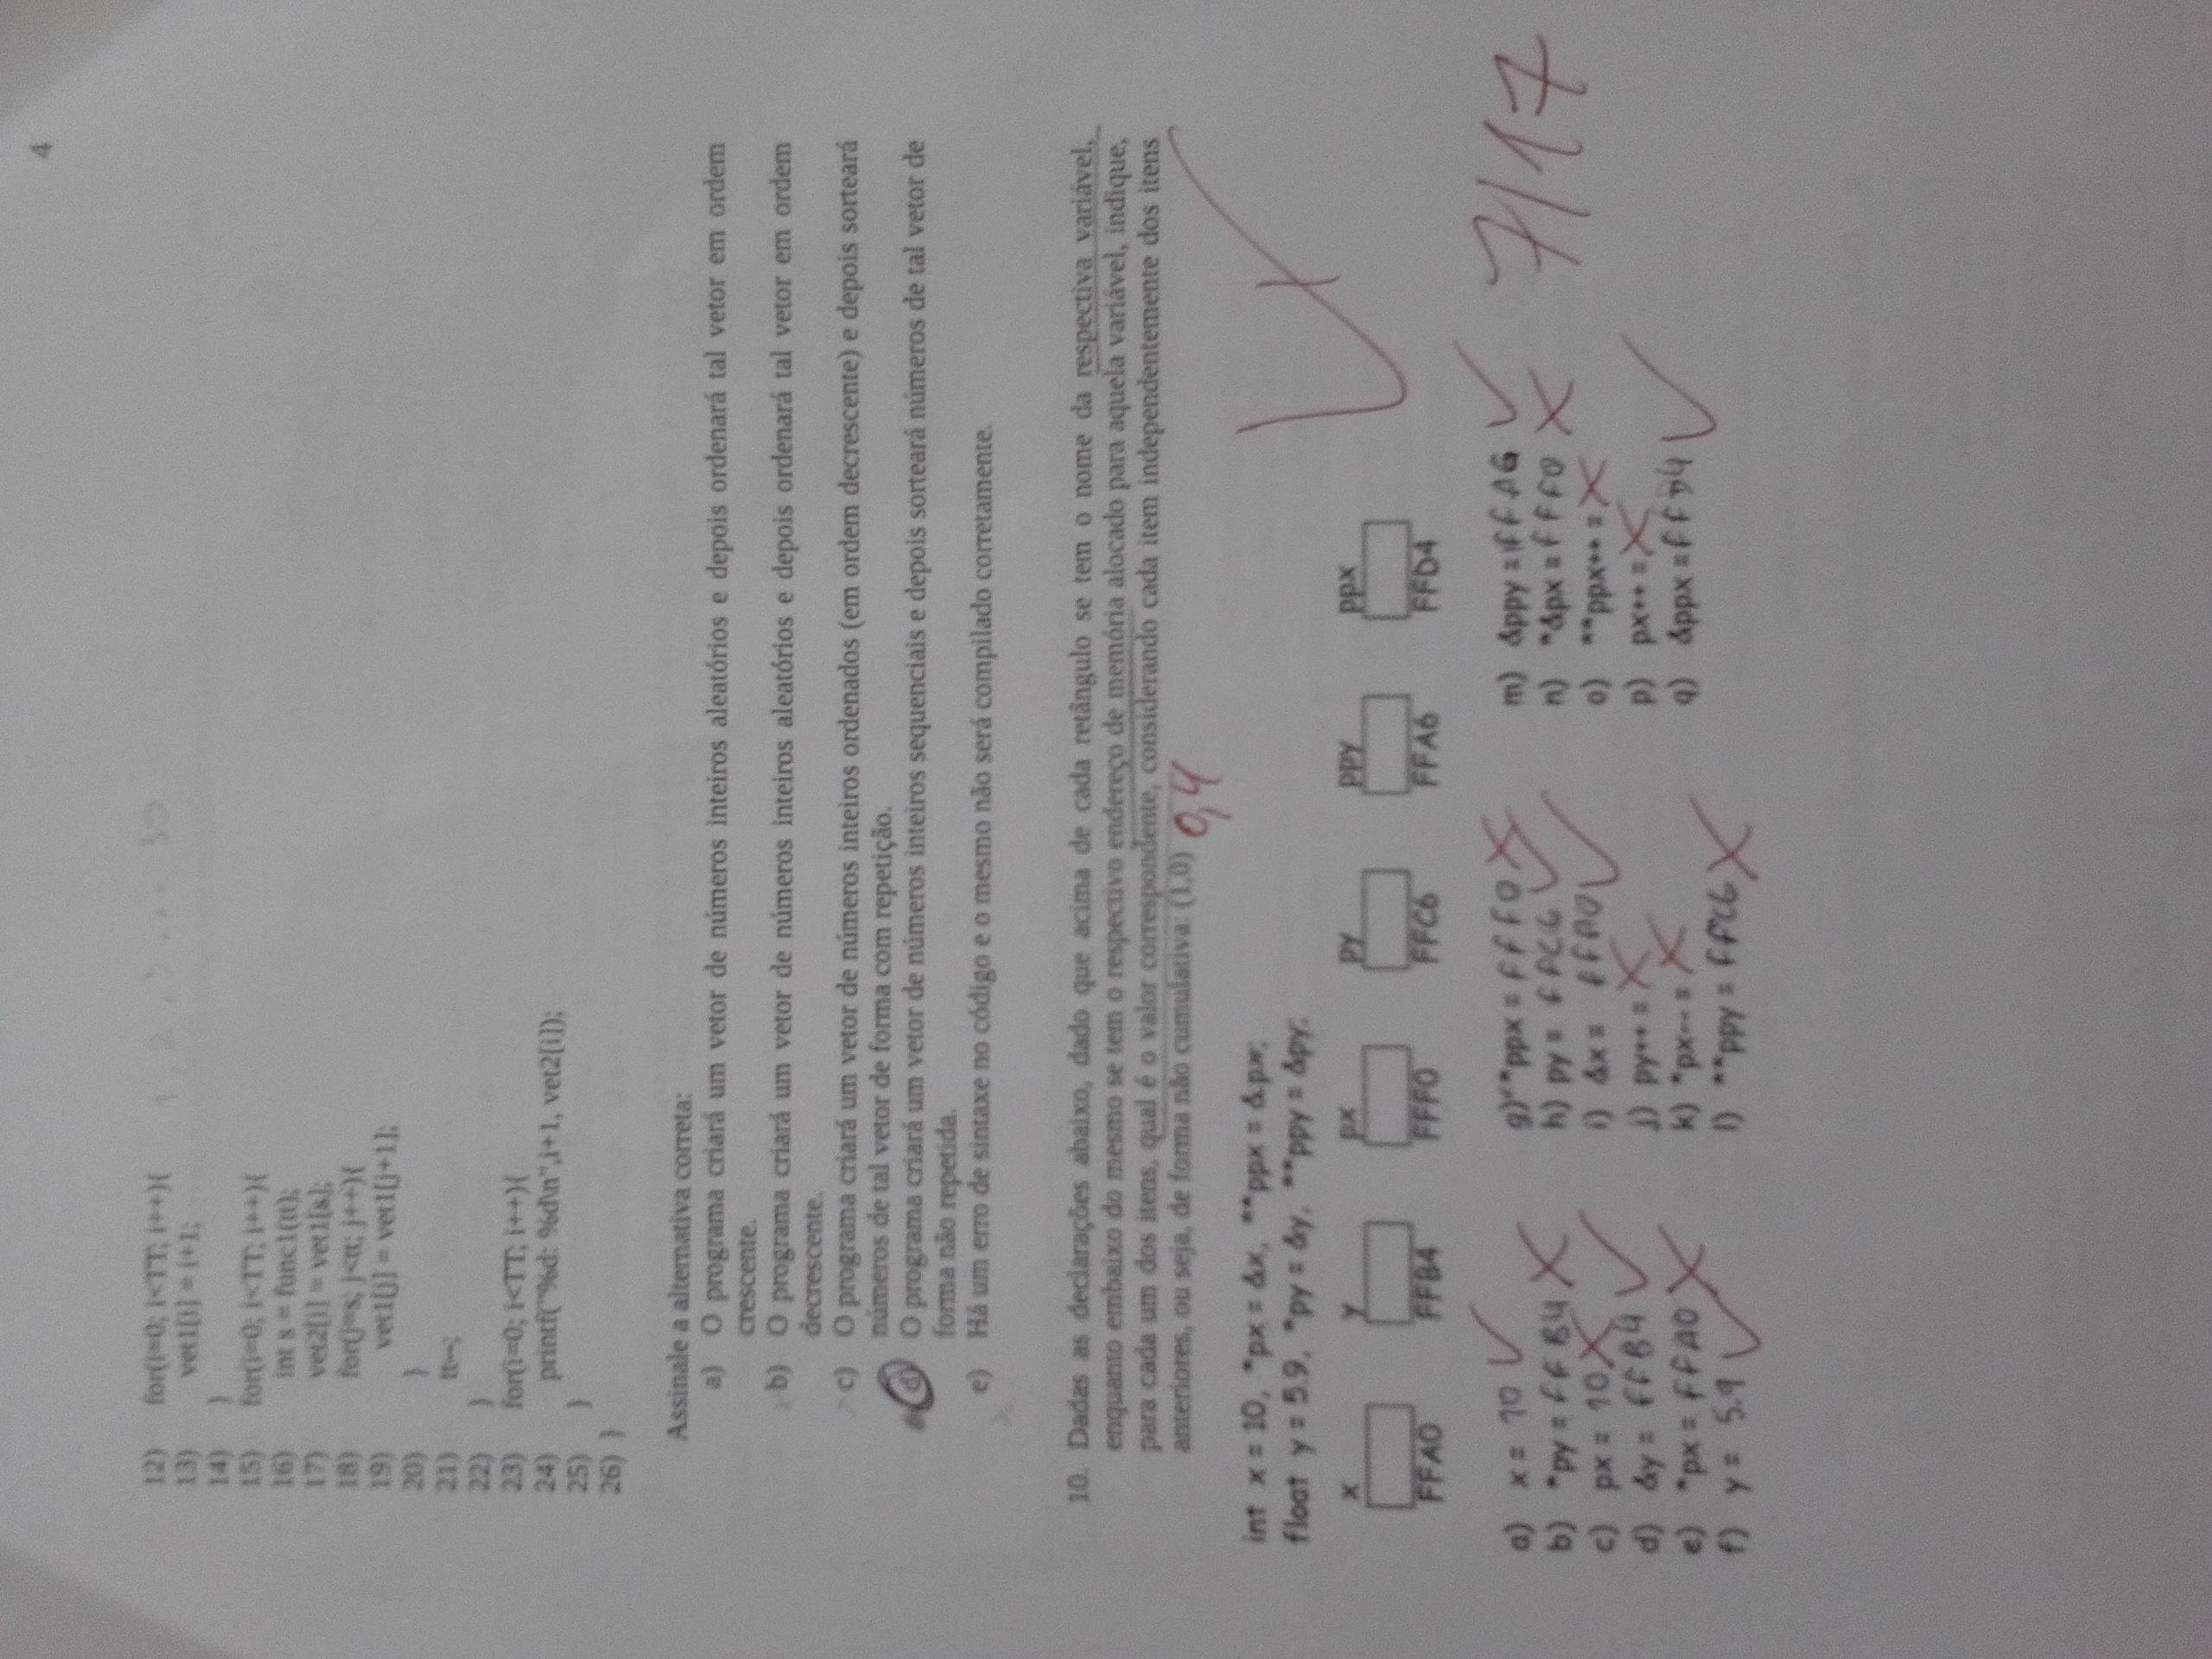 4
12) for(i=0; i<TT; i++){ 1, 2, 3 ... 30
13) vet1[i] = i+1;
14) }
15) for(i=0; i<TT; i++){
16) int s = func1(tt);
17) vet2[i] = vet1[s];
18) for(j=s; j<tt; j++){
19) vet1[j] = vet1[j+1];
20) }
21) tt--;
22) }
23) for(i=0; i<TT; i++){
24) printf("%d: %d\n",i+1, vet2[i]);
25) }
26) }
Assinale a alternativa correta:
a) O programa criará um vetor de números inteiros aleatórios e depois ordenará tal vetor em ordem
crescente.
b) O programa criará um vetor de números inteiros aleatórios e depois ordenará tal vetor em ordem
decrescente.
c) O programa criará um vetor de números inteiros ordenados (em ordem decrescente) e depois sorteará
números de tal vetor de forma com repetição.
d) O programa criará um vetor de números inteiros sequenciais e depois sorteará números de tal vetor de
forma não repetida.
e) Há um erro de sintaxe no código e o mesmo não será compilado corretamente.
10. Dadas as declarações abaixo, dado que acima de cada retângulo se tem o nome da respectiva variável,
enquanto embaixo do mesmo se tem o respectivo endereço de memória alocado para aquela variável, indique,
para cada um dos itens, qual é o valor correspondente, considerando cada item independentemente dos itens
anteriores, ou seja, de forma não cumulativa: (1,0) 0,4
int x = 10, *px = &x, **ppx = &px;
float y = 5.9, *py = &y, **ppy = &py;
x y px py ppy ppx
FFA0 FFB4 FFF0 FFC6 FFA6 FFD4
a) x = 10 g) **ppx = FFF0 m) &ppy = FFA6 7/17
b) *py = FFB4 h) py = FFC6 n) *&px = FFF0
c) px = 10 i) &x = FFA0 o) **ppx++ =
d) &y = FFB4 j) py++ = p) px++ =
e) *px = FFA0 k) *px-- = q) &ppx = FFD4
f) y = 5.9 l) **ppy = FFC6